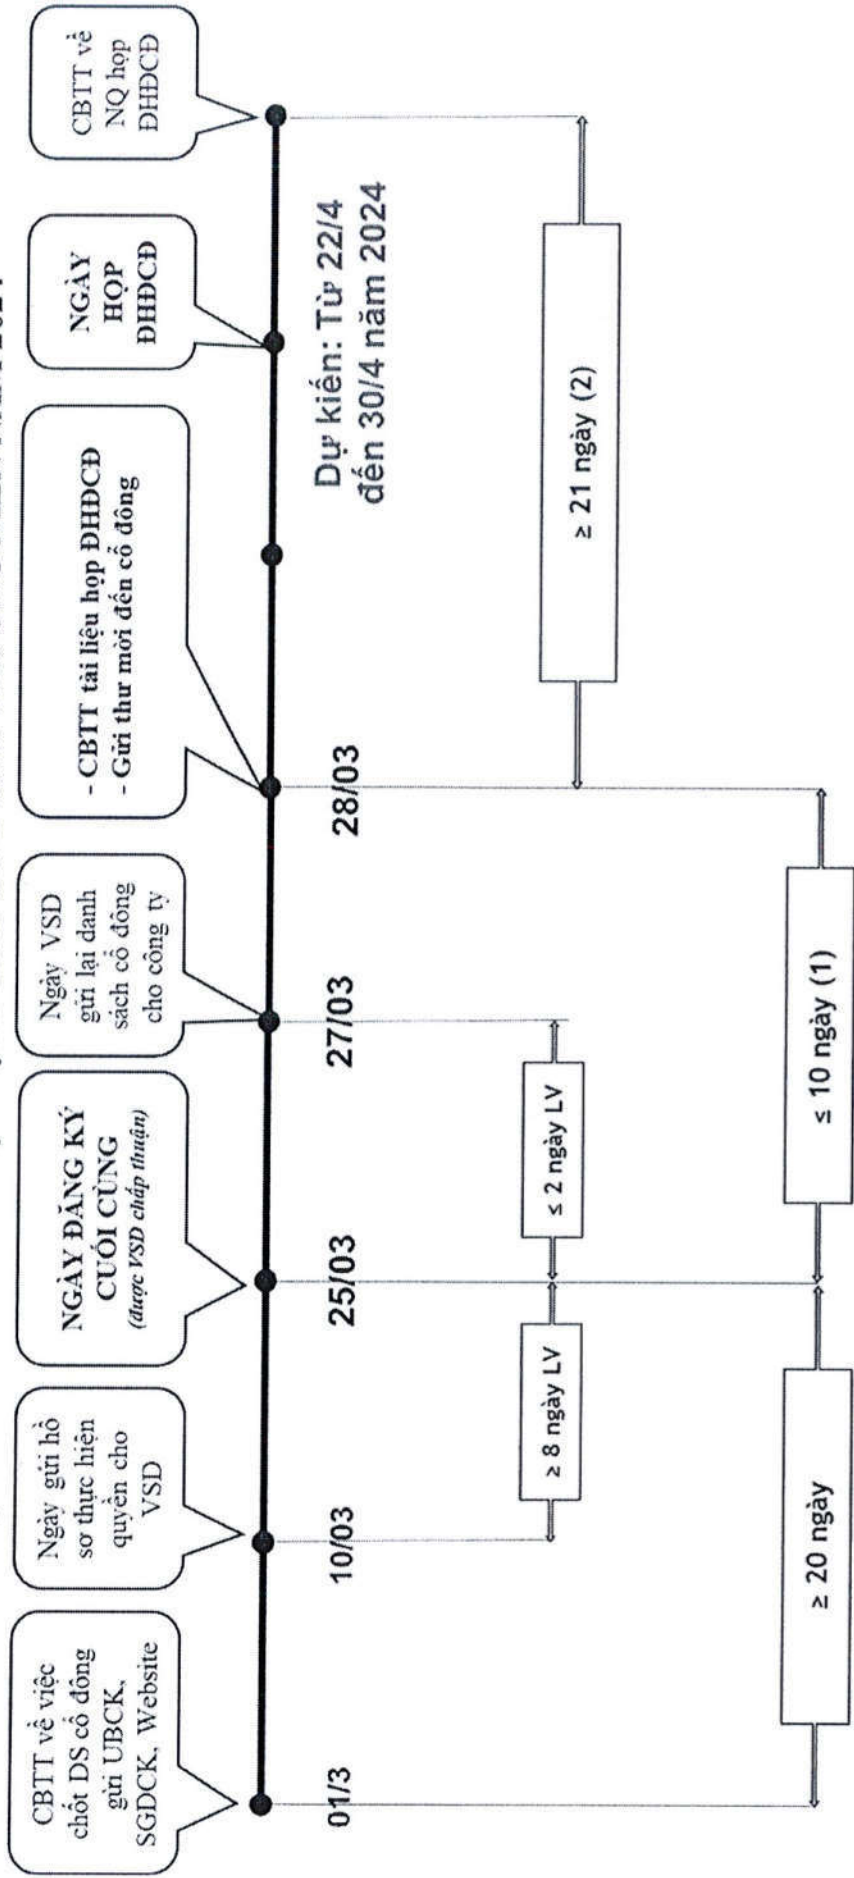 CBTT về việc
chốt DS cổ đông
gửi UBCK,
SGDCK, Website
Ngày gửi hồ
sơ thực hiện
quyền cho
VSD
NGÀY ĐĂNG KÝ
CUỐI CÙNG
(được VSD chấp thuận)
Ngày VSD
gửi lại danh
sách cổ đông
cho công ty
- CBTT tài liệu họp ĐHĐCĐ
- Gửi thư mời đến cổ đông
NGÀY
HỌP
ĐHĐCĐ
CBTT về
NQ họp
ĐHĐCĐ
01/3
10/03
25/03
27/03
28/03
Dự kiến: Từ 22/4
đến 30/4 năm 2024
≥ 8 ngày LV
≤ 2 ngày LV
≥ 21 ngày (2)
≥ 20 ngày
≤ 10 ngày (1)